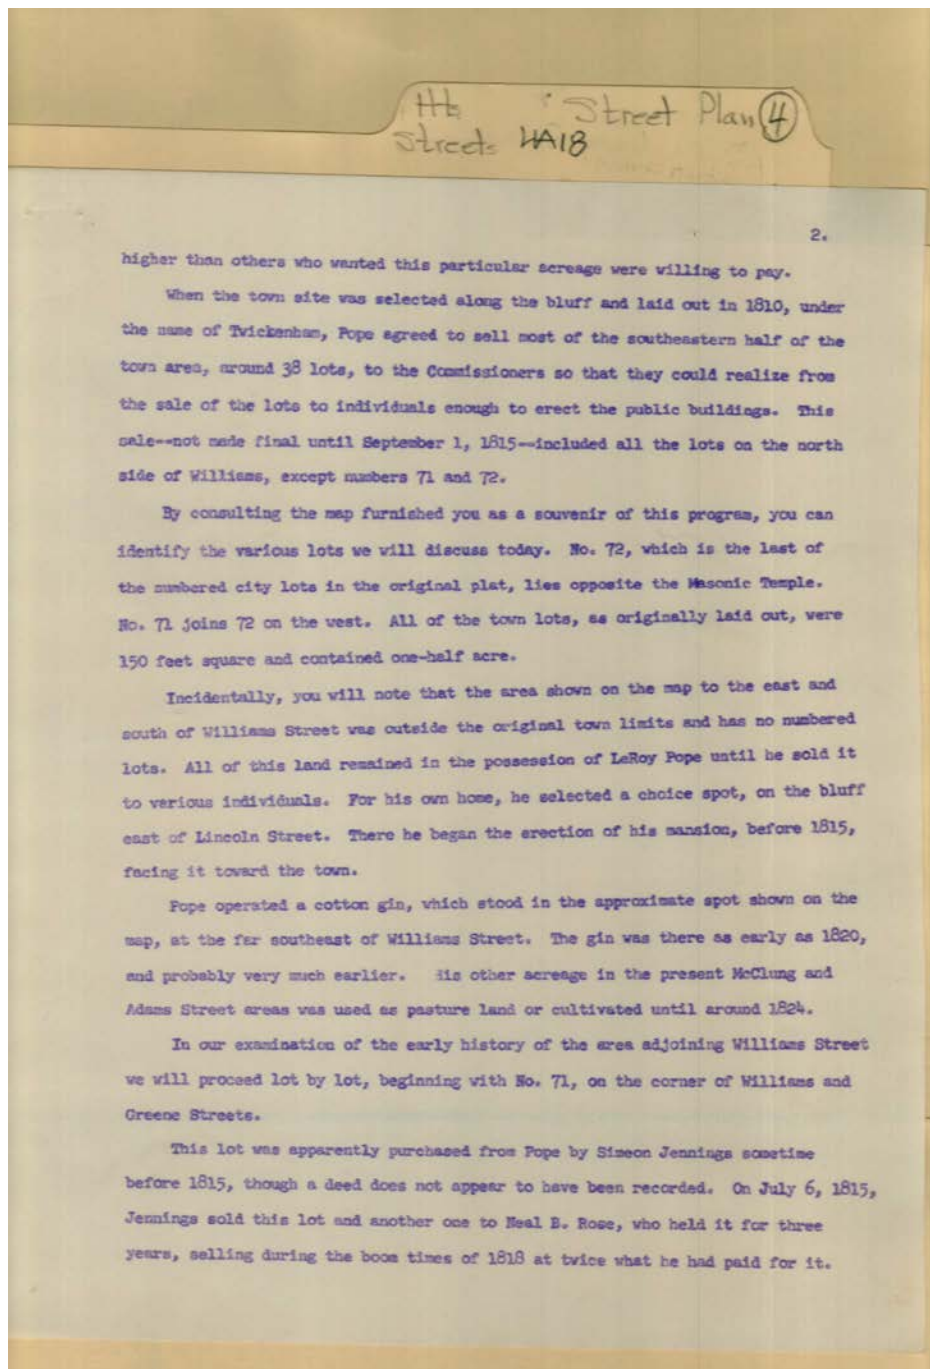 Hts Street Plan 4
Streets 4A18
2.
higher than others who wanted this particular acreage were willing to pay.
When the town site was selected along the bluff and laid out in 1810, under
the name of Twickenham, Pope agreed to sell most of the southeastern half of the
town area, around 38 lots, to the Commissioners so that they could realize from
the sale of the lots to individuals enough to erect the public buildings. This
sale--not made final until September 1, 1815--included all the lots on the north
side of Williams, except numbers 71 and 72.
By consulting the map furnished you as a souvenir of this program, you can
identify the various lots we will discuss today. No. 72, which is the last of
the numbered city lots in the original plat, lies opposite the Masonic Temple.
No. 71 joins 72 on the west. All of the town lots, as originally laid out, were
150 feet square and contained one-half acre.
Incidentally, you will note that the area shown on the map to the east and
south of Williams Street was outside the original town limits and has no numbered
lots. All of this land remained in the possession of LeRoy Pope until he sold it
to various individuals. For his own home, he selected a choice spot, on the bluff
east of Lincoln Street. There he began the erection of his mansion, before 1815,
facing it toward the town.
Pope operated a cotton gin, which stood in the approximate spot shown on the
map, at the far southeast of Williams Street. The gin was there as early as 1820,
and probably very much earlier. His other acreage in the present McClung and
Adams Street areas was used as pasture land or cultivated until around 1824.
In our examination of the early history of the area adjoining Williams Street
we will proceed lot by lot, beginning with No. 71, on the corner of Williams and
Greene Streets.
This lot was apparently purchased from Pope by Simeon Jennings sometime
before 1815, though a deed does not appear to have been recorded. On July 6, 1815,
Jennings sold this lot and another one to Neal B. Rose, who held it for three
years, selling during the boom times of 1818 at twice what he had paid for it.